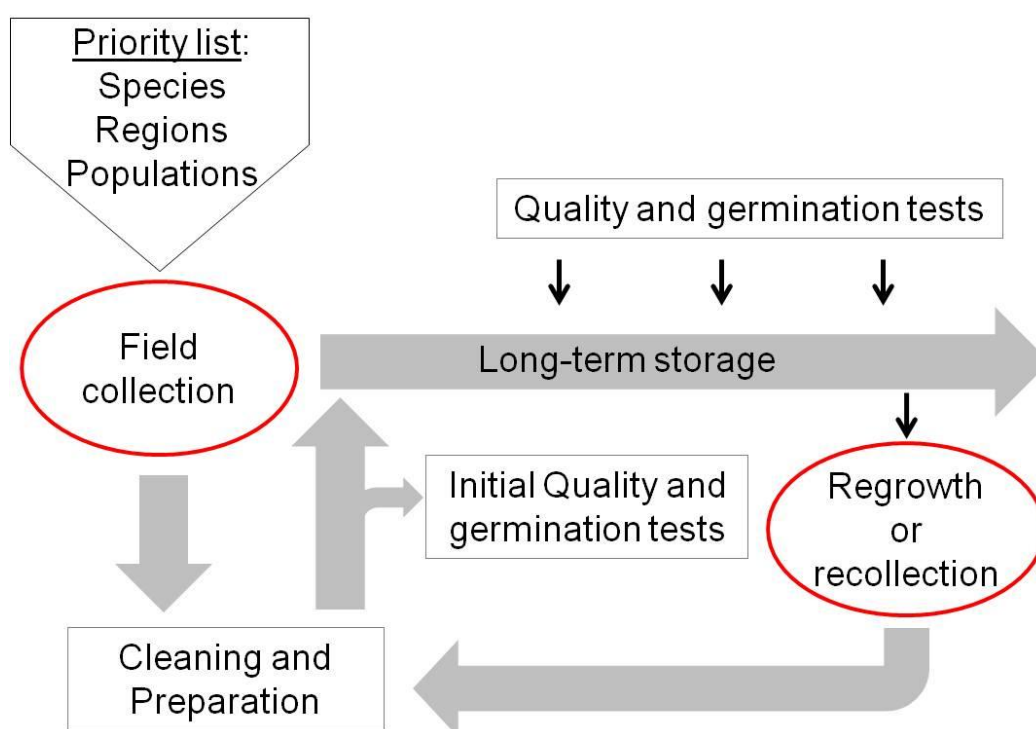 Priority list:
Species
Regions
Populations
Quality and germination tests
Field
collection
Long-term storage
Initial Quality and
germination tests
Regrowth
or
recollection
Cleaning and
Preparation